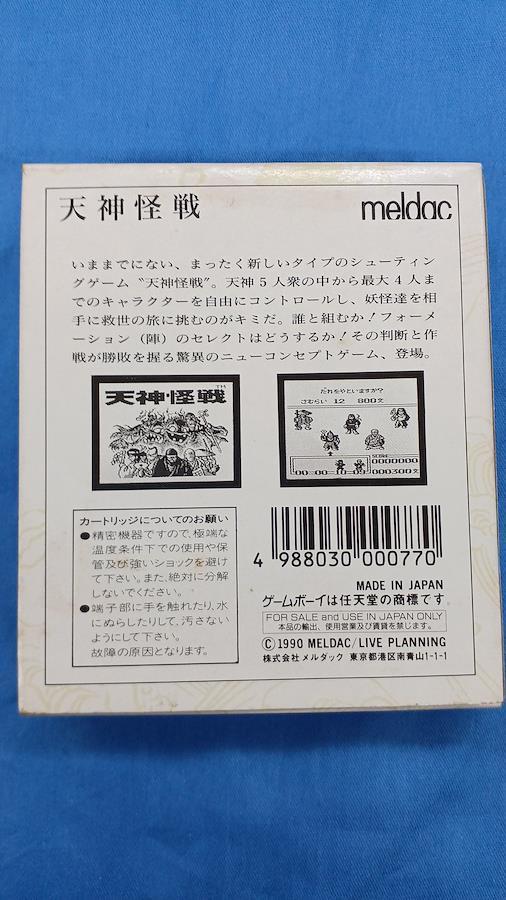 天神怪戦
meldac
いままでにない、まったく新しいタイプのシューティン
グゲーム〝天神怪戦〟。天神5人衆の中から最大4人ま
でのキャラクターを自由にコントロールし、妖怪達を相
手に救世の旅に挑むのがキミだ。誰と組むか！フォーメ
ーション（陣）のセレクトはどうするか！その判断と作
戦が勝敗を握る驚異のニューコンセプトゲーム、登場。
天神怪戦
TM
だれをやといますか?
さむらい 12 800文
SCORE
0000000
000300文
カートリッジについてのお願い
●精密機器ですので、極端な
温度条件下での使用や保
管及び強いショックを避け
て下さい。また、絶対に分解
しないでください。
●端子部に手を触れたり、水
にぬらしたりして、汚さない
ようにして下さい。
故障の原因となります。
4 988030 000770
MADE IN JAPAN
ゲームボーイは任天堂の商標です。
FOR SALE and USE IN JAPAN ONLY
本品の輸出、使用営業及び賃貸を禁じます。
©1990 MELDAC/LIVE PLANNING
株式会社 メルダック 東京都港区南青山1-1-1